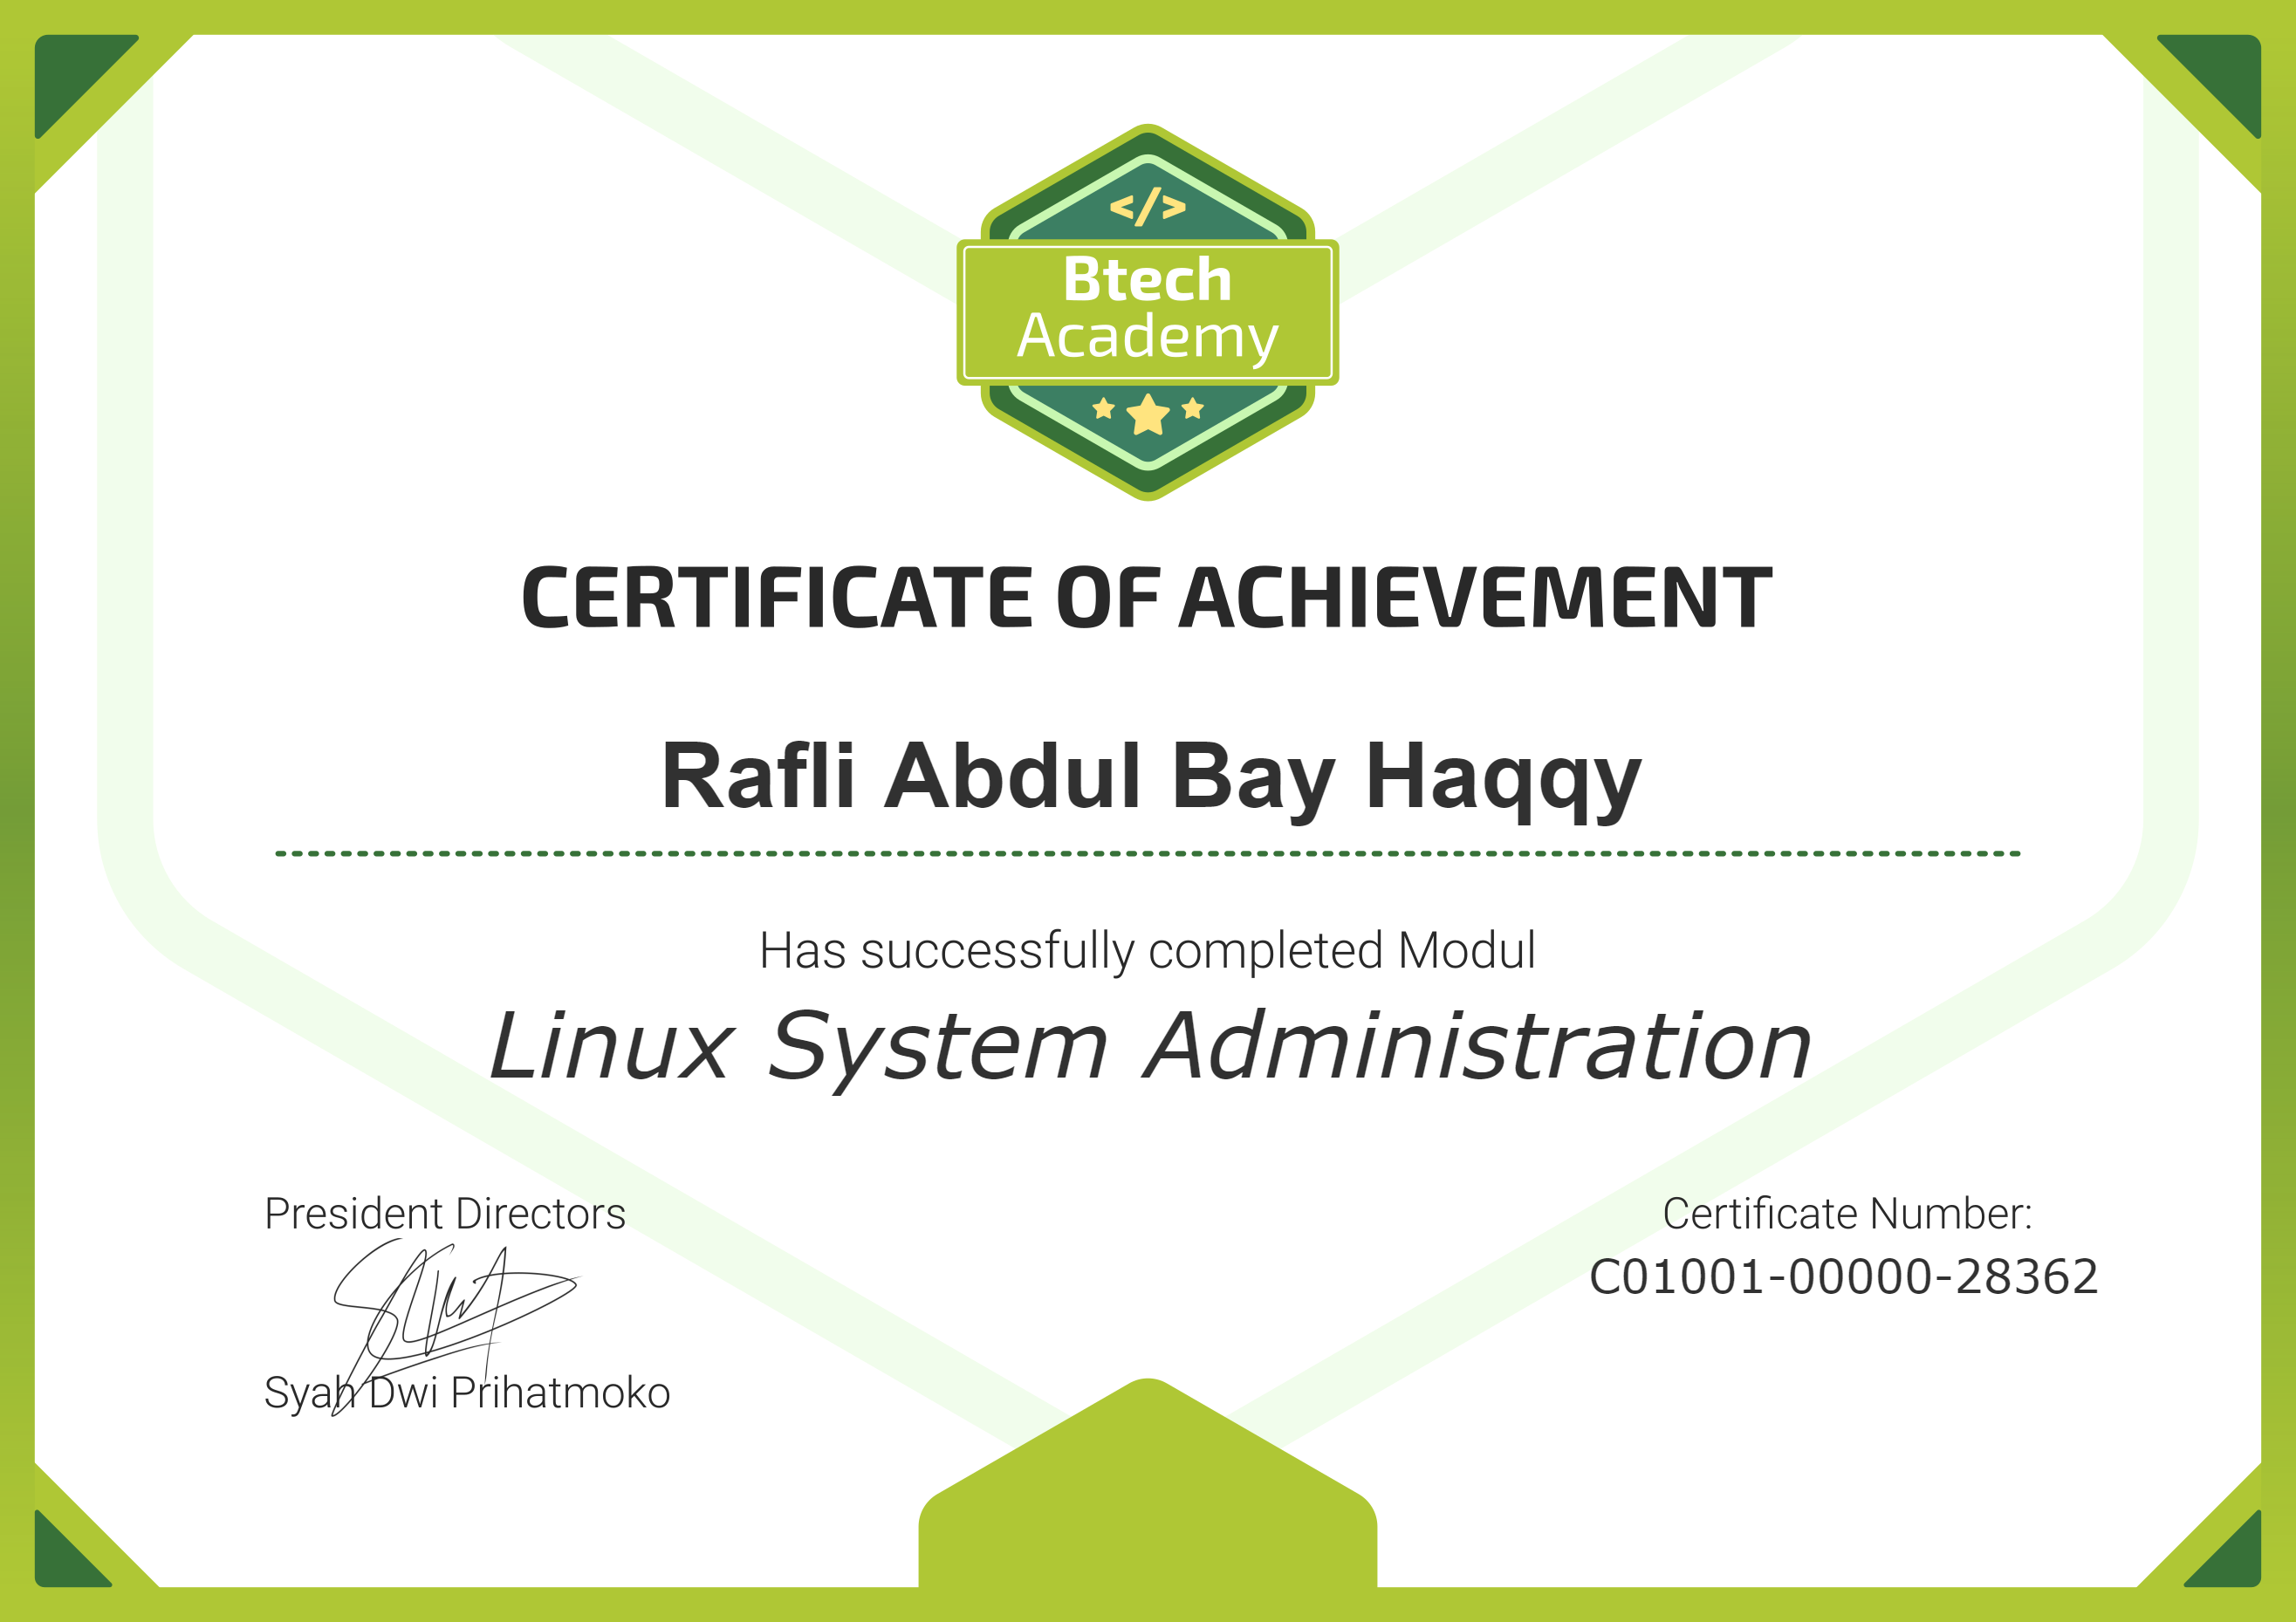 </>
Btech
Academy
CERTIFICATE OF ACHIEVEMENT
Rafli Abdul Bay Haqqy
Has successfully completed Modul
Linux System Administration
President Directors
Syah Dwi Prihatmoko
Certificate Number:
C01001-00000-28362